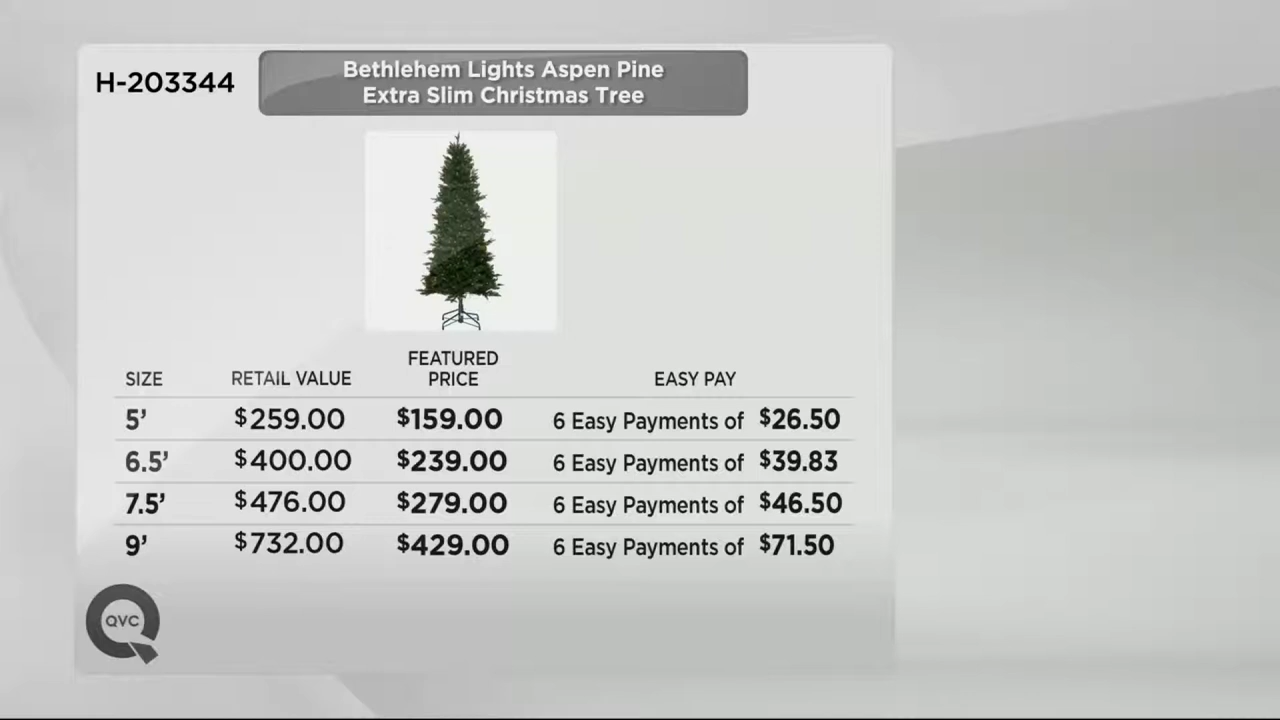 H-203344
Bethlehem Lights Aspen Pine
Extra Slim Christmas Tree
SIZE RETAIL VALUE FEATURED PRICE EASY PAY
5’ $259.00 $159.00 6 Easy Payments of $26.50
6.5’ $400.00 $239.00 6 Easy Payments of $39.83
7.5’ $476.00 $279.00 6 Easy Payments of $46.50
9’ $732.00 $429.00 6 Easy Payments of $71.50
QVC